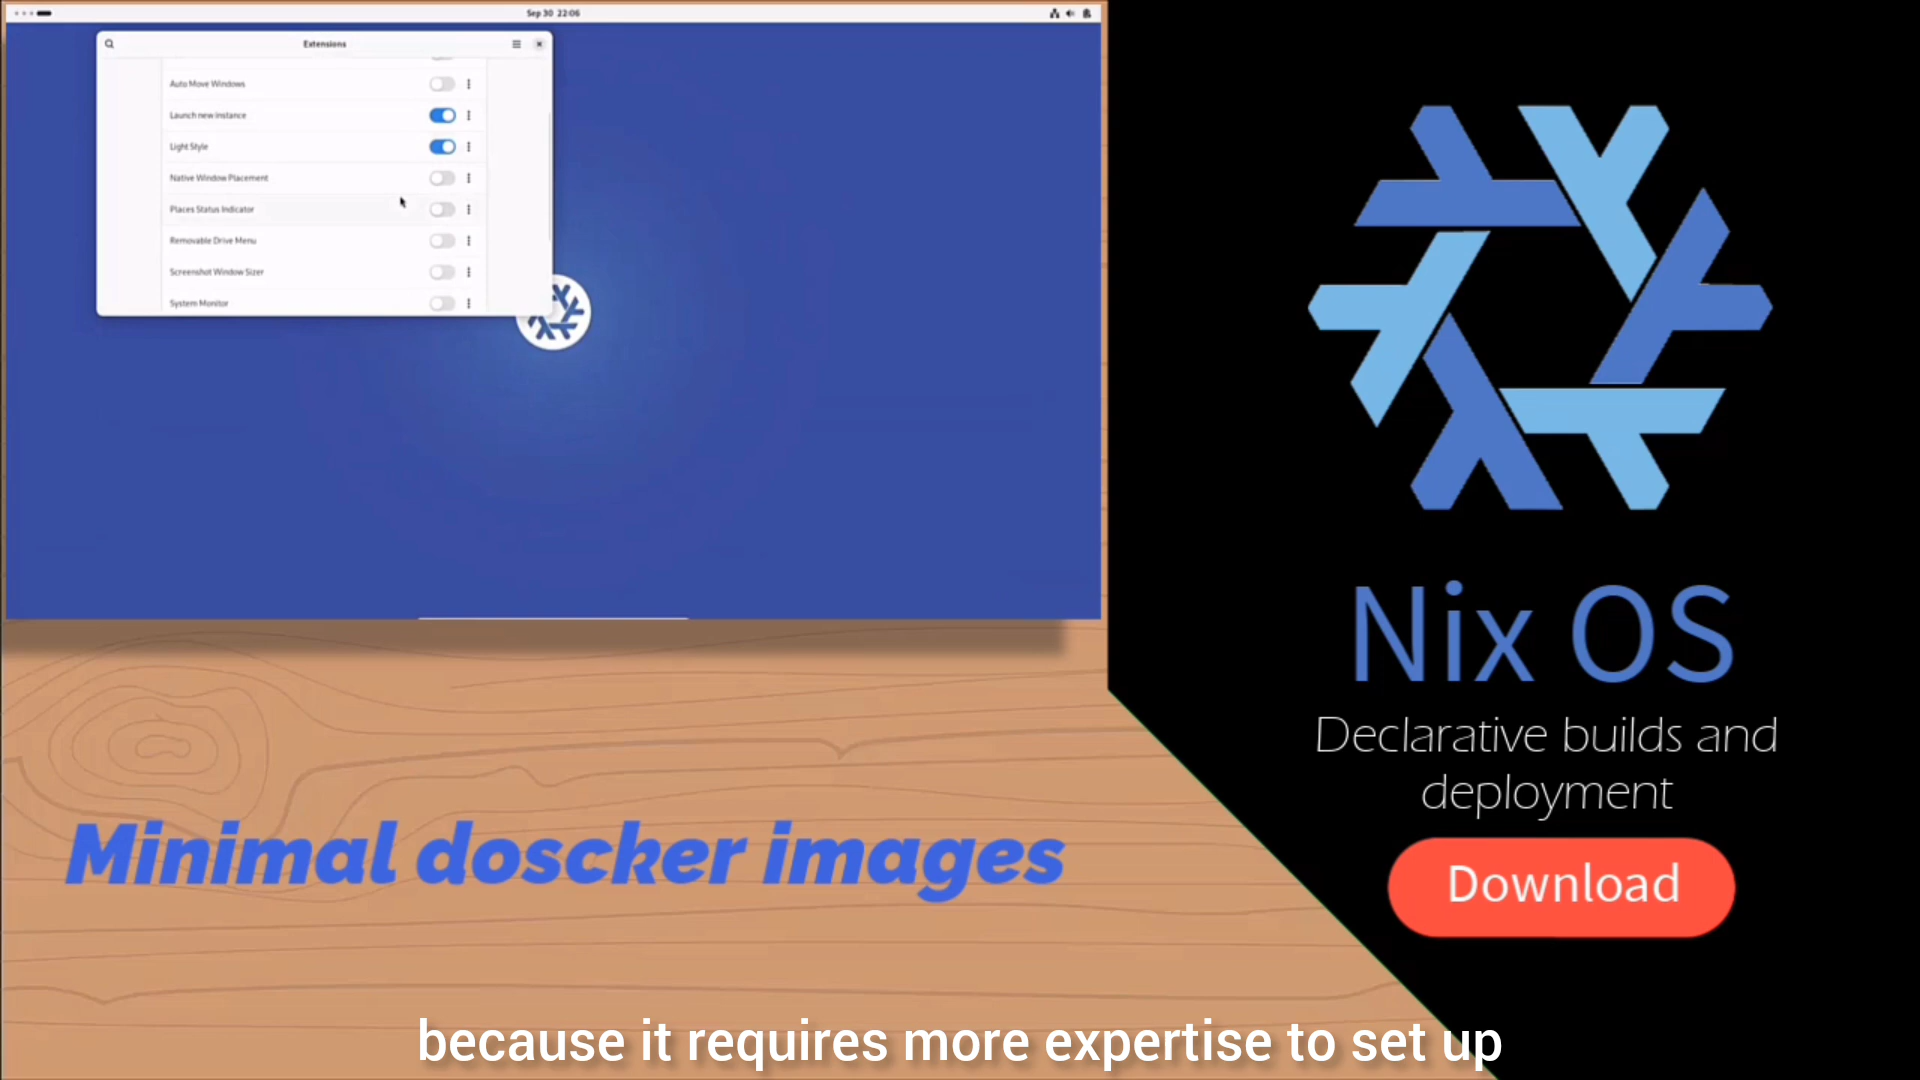 Sep 30 22:06
Extensions
Auto Move Windows
Launch new instance
Light Style
Native Window Placement
Places Status Indicator
Removable Drive Menu
Screenshot Window Sizer
System Monitor
Nix OS
Declarative builds and
deployment
Download
Minimal doscker images
because it requires more expertise to set up